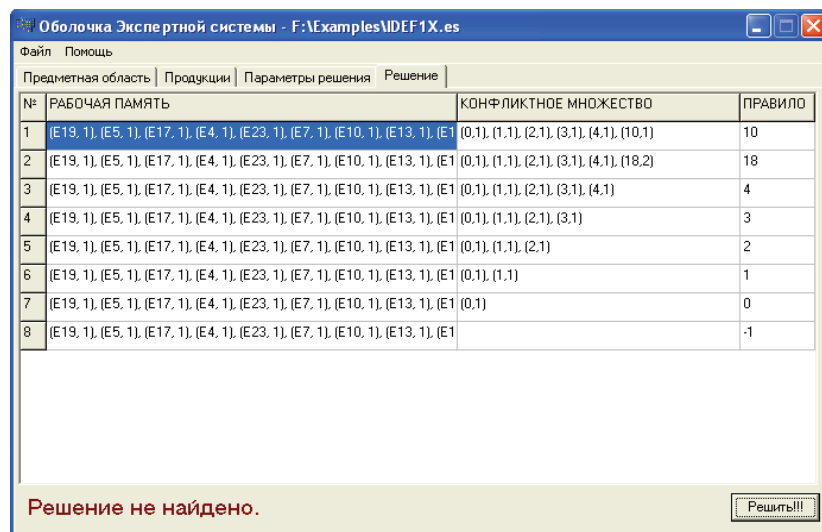 Оболочка Экспертной системы - F:\Examples\IDEF1X.es
Файл Помощь
Предметная область Продукции Параметры решения Решение
№ РАБОЧАЯ ПАМЯТЬ КОНФЛИКТНОЕ МНОЖЕСТВО ПРАВИЛО
1 (E19, 1), (E5, 1), (E17, 1), (E4, 1), (E23, 1), (E7, 1), (E10, 1), (E13, 1), (E1 (0,1), (1,1), (2,1), (3,1), (4,1), (10,1) 10
2 (E19, 1), (E5, 1), (E17, 1), (E4, 1), (E23, 1), (E7, 1), (E10, 1), (E13, 1), (E1 (0,1), (1,1), (2,1), (3,1), (4,1), (18,2) 18
3 (E19, 1), (E5, 1), (E17, 1), (E4, 1), (E23, 1), (E7, 1), (E10, 1), (E13, 1), (E1 (0,1), (1,1), (2,1), (3,1), (4,1) 4
4 (E19, 1), (E5, 1), (E17, 1), (E4, 1), (E23, 1), (E7, 1), (E10, 1), (E13, 1), (E1 (0,1), (1,1), (2,1), (3,1) 3
5 (E19, 1), (E5, 1), (E17, 1), (E4, 1), (E23, 1), (E7, 1), (E10, 1), (E13, 1), (E1 (0,1), (1,1), (2,1) 2
6 (E19, 1), (E5, 1), (E17, 1), (E4, 1), (E23, 1), (E7, 1), (E10, 1), (E13, 1), (E1 (0,1), (1,1) 1
7 (E19, 1), (E5, 1), (E17, 1), (E4, 1), (E23, 1), (E7, 1), (E10, 1), (E13, 1), (E1 (0,1) 0
8 (E19, 1), (E5, 1), (E17, 1), (E4, 1), (E23, 1), (E7, 1), (E10, 1), (E13, 1), (E1 -1
Решение не найдено. Решить!!!